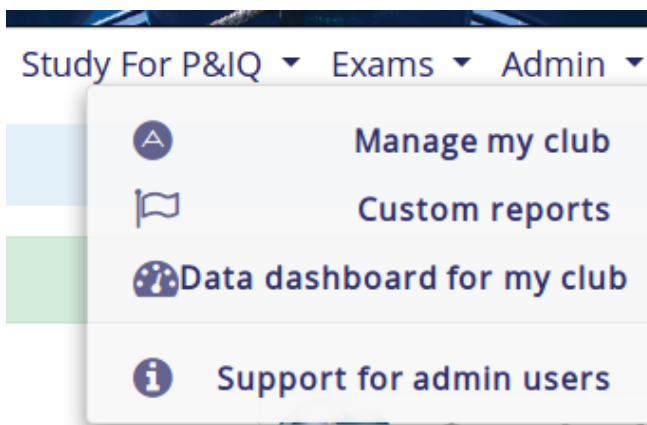 Study For P&IQ Exams Admin
Manage my club
Custom reports
Data dashboard for my club
Support for admin users